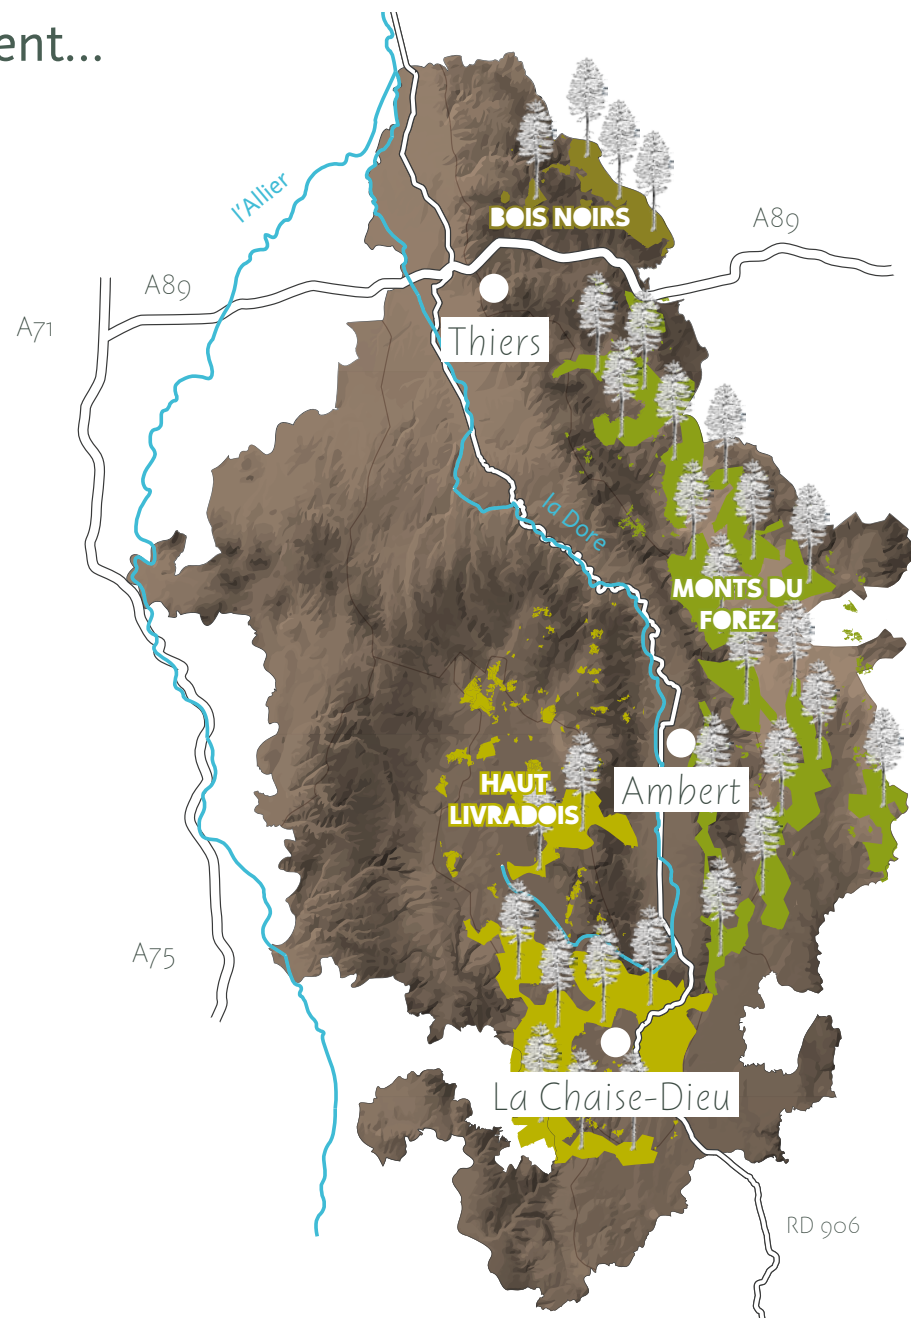 ent...
l'Allier
BOIS NOIRS
A89
A89
A71
Thiers
la Dore
MONTS DU
FOREZ
HAUT
LIVRADOIS
Ambert
A75
La Chaise-Dieu
RD 906